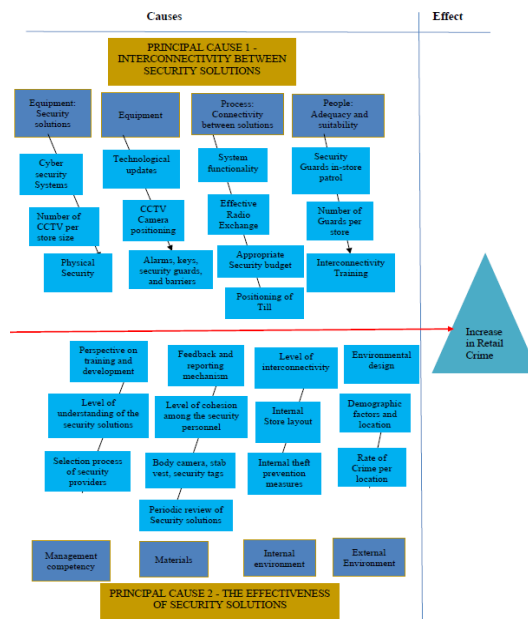 Causes
Effect
PRINCIPAL CAUSE 1 -
INTERCONNECTIVITY BETWEEN
SECURITY SOLUTIONS
Equipment:
Security
solutions
Equipment
Process:
Connectivity
between solutions
People:
Adequacy and
suitability
Cyber
security
Systems
Technological
updates
System
functionality
Security
Guards in-store
patrol
Number of
CCTV per
store size
CCTV
Camera
positioning
Effective
Radio
Exchange
Number of
Guards per
store
Physical
Security
Alarms, keys,
security guards,
and barriers
Appropriate
Security budget
Interconnectivity
Training
Positioning of
Till
Increase
in Retail
Crime
Perspective on
training and
development
Feedback and
reporting
mechanism
Level of
interconnectivity
Environmental
design
Level of
understanding of the
security solutions
Level of cohesion
among the security
personnel
Internal
Store layout
Demographic
factors and
location
Selection process
of security
providers
Body camera, stab
vest, security tags
Internal theft
prevention
measures
Rate of
Crime per
location
Periodic review of
Security solutions
Management
competency
Materials
Internal
environment
External
Environment
PRINCIPAL CAUSE 2 - THE EFFECTIVENESS
OF SECURITY SOLUTIONS